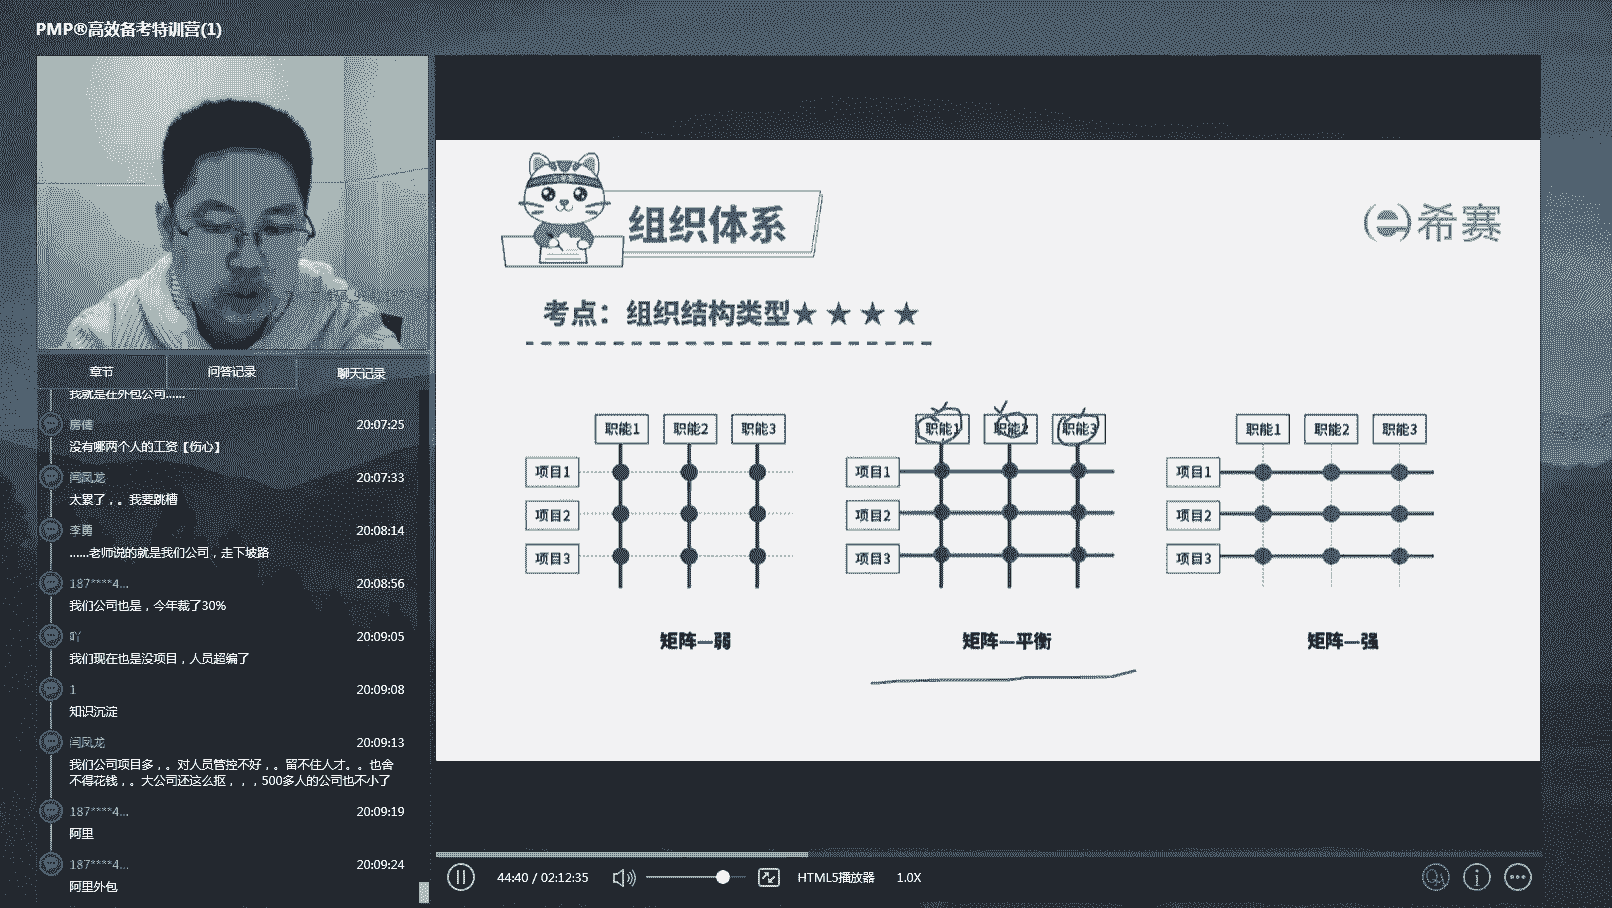 PMP®高效备考特训营(1)
章节
问答记录
聊天记录
我就是在外包公司......
房信
20:07:25
没有哪两个人的工资【伤心】
闫凤龙
20:07:33
太累了，。我要跳槽
李勇
20:08:14
......老师说的就是我们公司，走下坡路
187****4...
20:08:56
我们公司也是，今年裁了30%
吖
20:09:05
我们现在也是没项目，人员超编了
1
20:09:08
知识沉淀
闫凤龙
20:09:13
我们公司项目多，。对人员管控不好，。留不住人才。。也舍
不得花钱，。大公司还这么抠，，，500多人的公司也不小了
187****4...
20:09:19
阿里
187****4...
20:09:24
阿里外包
组织体系
希赛
考点：组织结构类型★ ★ ★ ★
职能1 职能2 职能3
项目1
项目2
项目3
矩阵—弱
职能1 职能2 职能3
项目1
项目2
项目3
矩阵—平衡
职能1 职能2 职能3
项目1
项目2
项目3
矩阵—强
44:40 / 02:12:35
HTML5播放器
1.0X